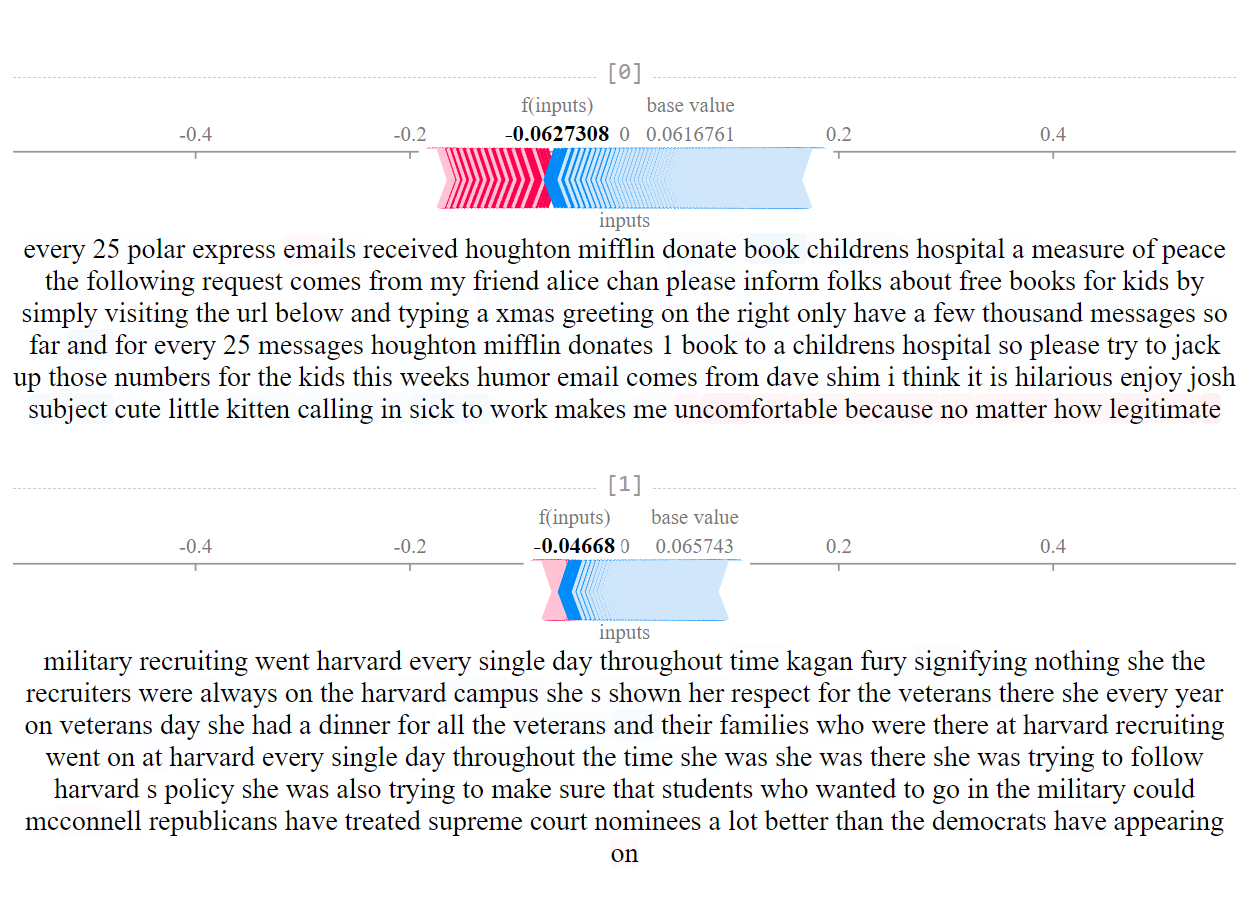 [0]
f(inputs) base value
-0.4 -0.2 -0.0627308 0 0.0616761 0.2 0.4
inputs
every 25 polar express emails received houghton mifflin donate book childrens hospital a measure of peace
the following request comes from my friend alice chan please inform folks about free books for kids by
simply visiting the url below and typing a xmas greeting on the right only have a few thousand messages so
far and for every 25 messages houghton mifflin donates 1 book to a childrens hospital so please try to jack
up those numbers for the kids this weeks humor email comes from dave shim i think it is hilarious enjoy josh
subject cute little kitten calling in sick to work makes me uncomfortable because no matter how legitimate
[1]
f(inputs) base value
-0.4 -0.2 -0.04668 0 0.065743 0.2 0.4
inputs
military recruiting went harvard every single day throughout time kagan fury signifying nothing she the
recruiters were always on the harvard campus she s shown her respect for the veterans there she every year
on veterans day she had a dinner for all the veterans and their families who were there at harvard recruiting
went on at harvard every single day throughout the time she was she was there she was trying to follow
harvard s policy she was also trying to make sure that students who wanted to go in the military could
mcconnell republicans have treated supreme court nominees a lot better than the democrats have appearing
on